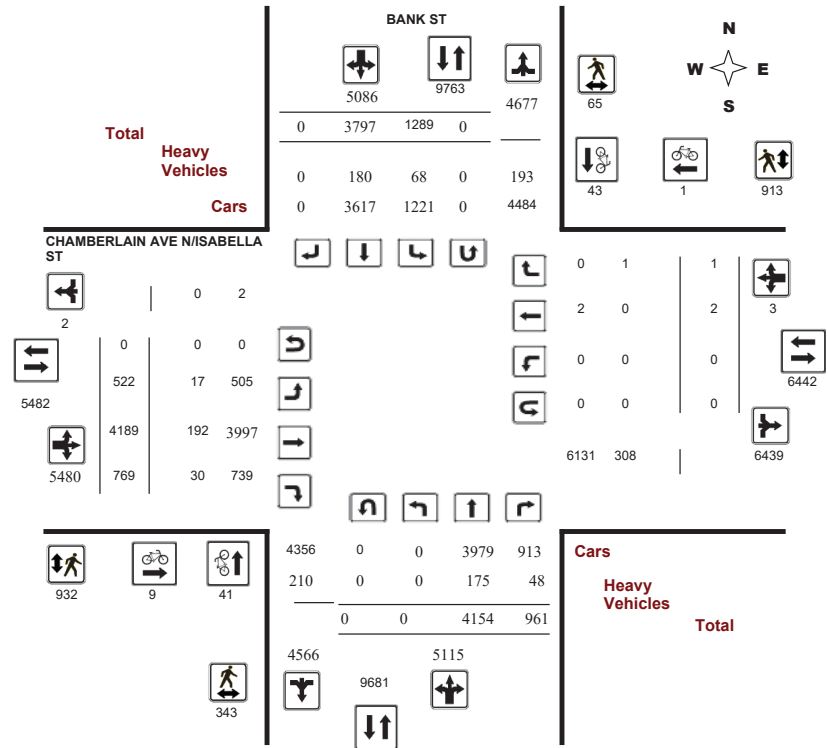 BANK ST
N
W E
S
5086 9763 4677 65
Total 0 3797 1289 0
Heavy
Vehicles 0 180 68 0 193
Cars 0 3617 1221 0 4484
43 1 913
CHAMBERLAIN AVE N/ISABELLA
ST
0 2
2
0 0 0
522 17 505
5482
4189 192 3997
5480 769 30 739
0 1 1
2 0 2 3
0 0 0
6442
0 0 0
6131 308 6439
932 9 41
343
4356 0 0 3979 913 Cars
210 0 0 175 48 Heavy
Vehicles
0 0 4154 961 Total
4566 5115
9681